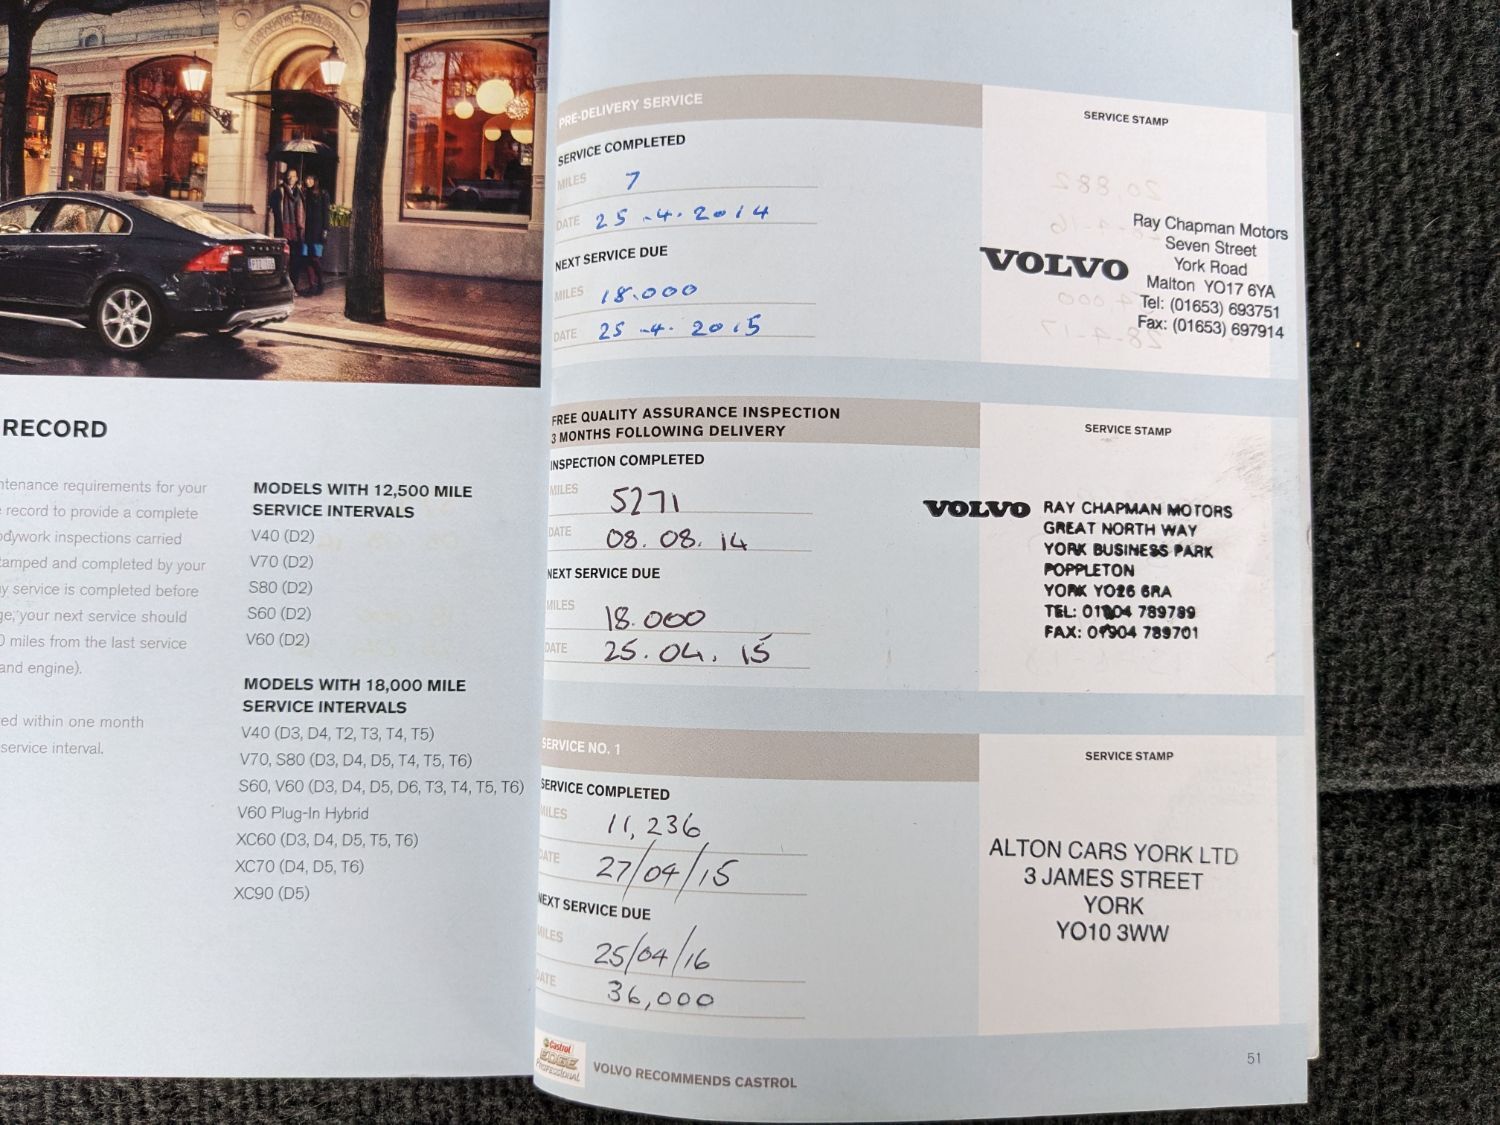 RECORD
ntenance requirements for your
e record to provide a complete
odywork inspections carried
tamped and completed by your
y service is completed before
ge, your next service should
0 miles from the last service
and engine).
ed within one month
service interval.
MODELS WITH 12,500 MILE
SERVICE INTERVALS
V40 (D2)
V70 (D2)
S80 (D2)
S60 (D2)
V60 (D2)
MODELS WITH 18,000 MILE
SERVICE INTERVALS
V40 (D3, D4, T2, T3, T4, T5)
V70, S80 (D3, D4, D5, T4, T5, T6)
S60, V60 (D3, D4, D5, D6, T3, T4, T5, T6)
V60 Plug-In Hybrid
XC60 (D3, D4, D5, T5, T6)
XC70 (D4, D5, T6)
XC90 (D5)
PRE-DELIVERY SERVICE
SERVICE COMPLETED
MILES 7
DATE 25-4-2014
NEXT SERVICE DUE
MILES 18.000
DATE 25-4-2015
SERVICE STAMP
VOLVO
Ray Chapman Motors
Seven Street
York Road
Malton YO17 6YA
Tel: (01653) 693751
Fax: (01653) 697914
FREE QUALITY ASSURANCE INSPECTION
3 MONTHS FOLLOWING DELIVERY
INSPECTION COMPLETED
MILES 5271
DATE 08.08.14
NEXT SERVICE DUE
MILES 18.000
DATE 25.04.15
SERVICE STAMP
VOLVO
RAY CHAPMAN MOTORS
GREAT NORTH WAY
YORK BUSINESS PARK
POPPLETON
YORK YO26 6RA
TEL: 01904 789789
FAX: 01904 789701
SERVICE NO. 1
SERVICE COMPLETED
MILES 11,236
DATE 27/04/15
NEXT SERVICE DUE
MILES 25/04/16
DATE 36,000
SERVICE STAMP
ALTON CARS YORK LTD
3 JAMES STREET
YORK
YO10 3WW
Castrol
EDGE
PROFESSIONAL
VOLVO RECOMMENDS CASTROL
51